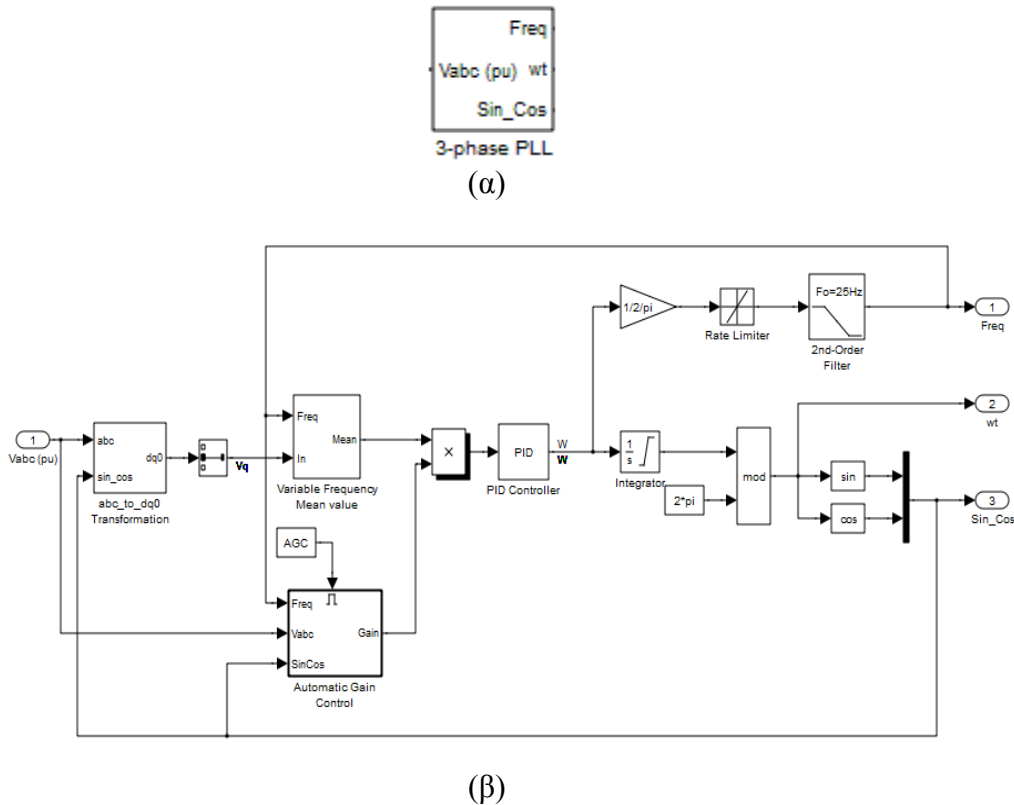 Freq
Vabc (pu) wt
Sin_Cos
3-phase PLL
(α)
Fo=25Hz
1/2/pi
1
Freq
Rate Limiter
2nd-Order
Filter
Freq
Mean
In
Variable Frequency
Mean value
1
Vabc (pu)
abc
dq0
sin_cos
abc_to_dq0
Transformation
Vq
×
PID
PID Controller
W
W
1
s
Integrator
2*pi
mod
2
wt
sin
cos
3
Sin_Cos
AGC
Freq
Vabc
Gain
SinCos
Automatic Gain
Control
(β)